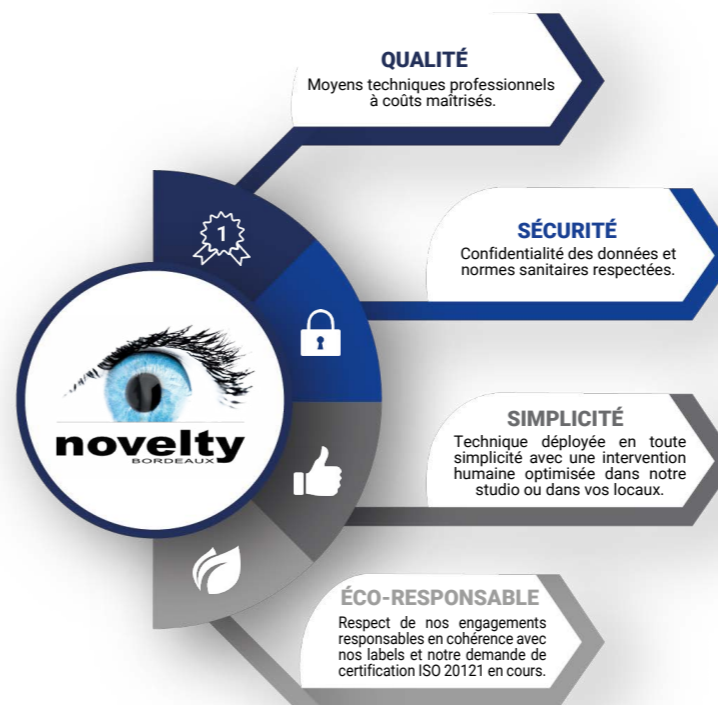 QUALITÉ
Moyens techniques professionnels
à coûts maîtrisés.
1
SÉCURITÉ
Confidentialité des données et
normes sanitaires respectées.
novelty
BORDEAUX
SIMPLICITÉ
Technique déployée en toute
simplicité avec une intervention
humaine optimisée dans notre
studio ou dans vos locaux.
ÉCO-RESPONSABLE
Respect de nos engagements
responsables en cohérence avec
nos labels et notre demande de
certification ISO 20121 en cours.